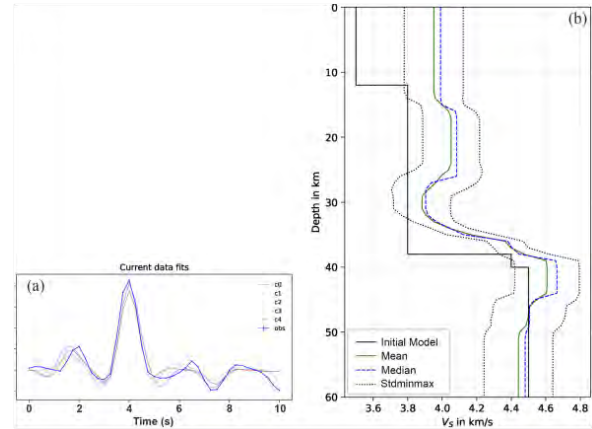 (a)
Current data fits
c0
c1
c2
c3
c4
obs
0 2 4 6 8 10
Time (s)
(b)
0
10
20
30
40
50
60
Depth in km
Initial Model
Mean
Median
Stdminmax
3.6 3.8 4.0 4.2 4.4 4.6 4.8
Vs in km/s